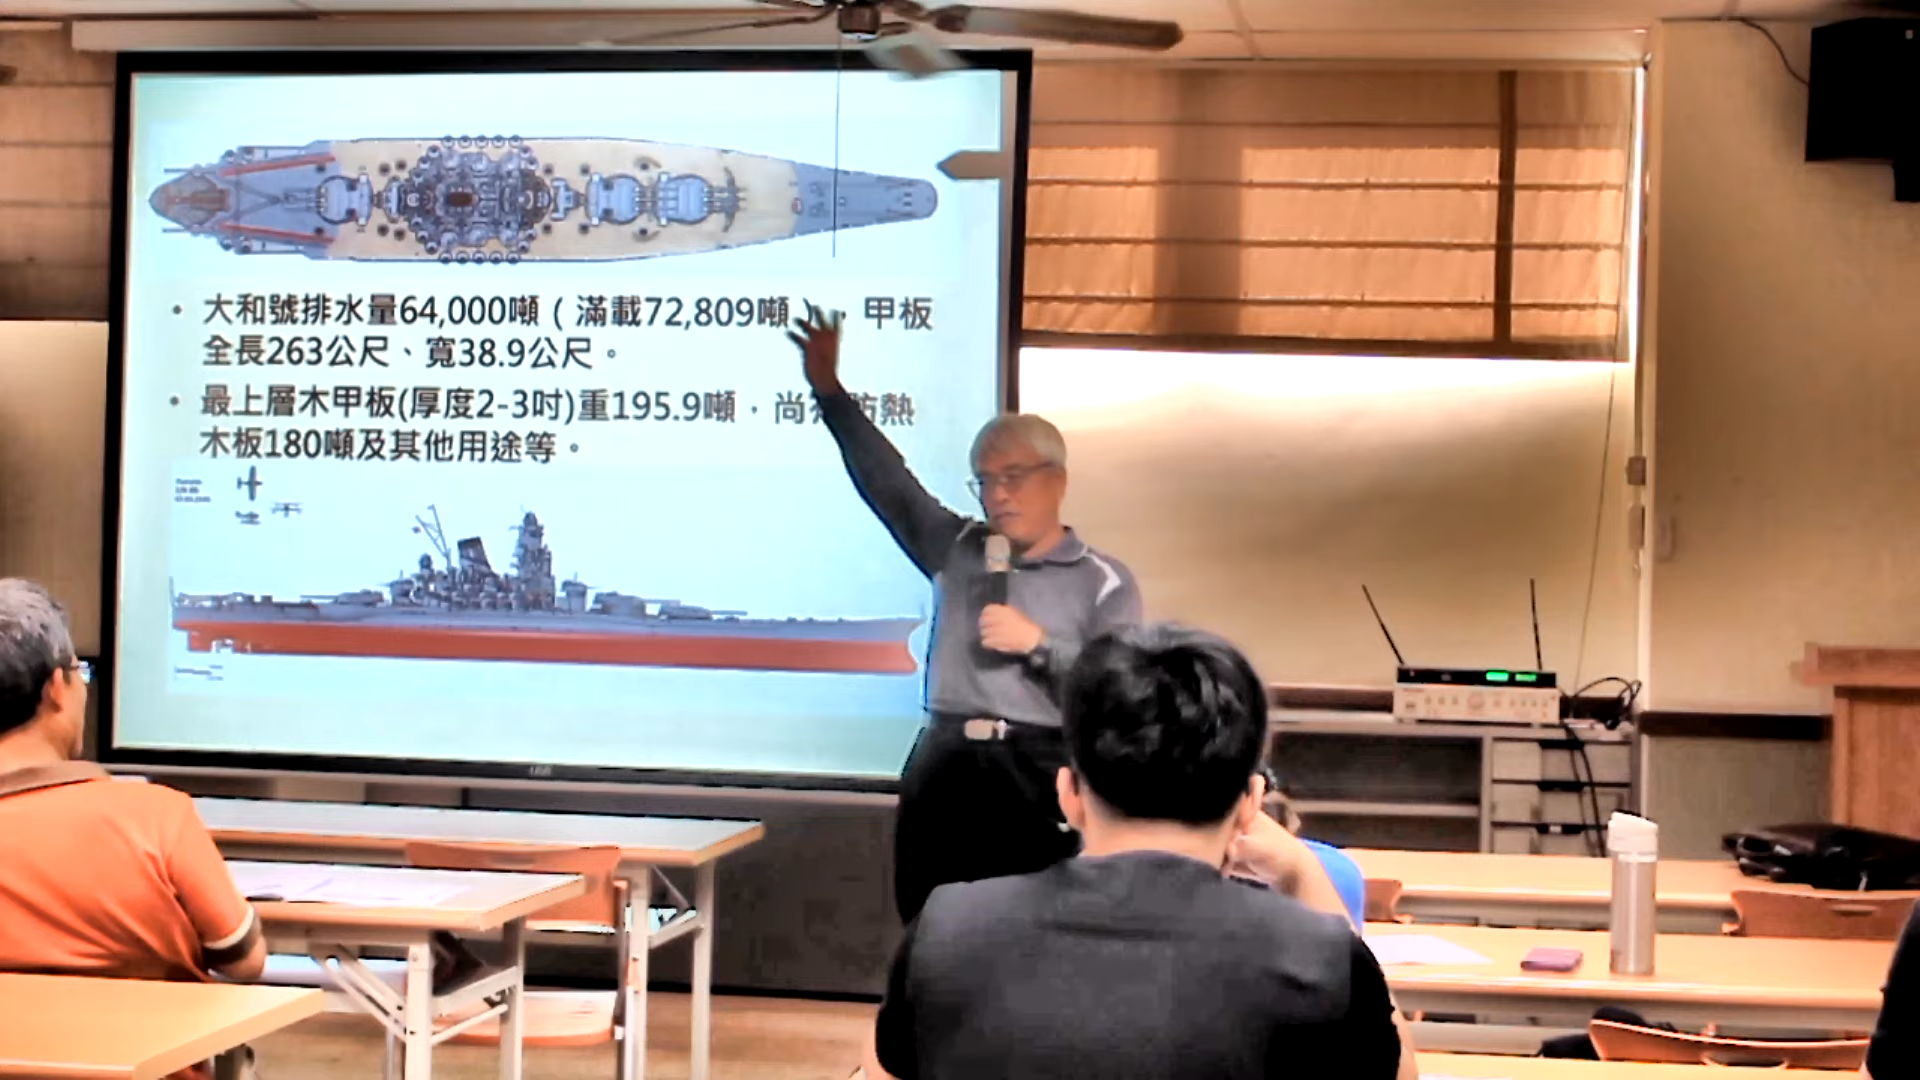 • 大和號排水量64,000噸（滿載72,809噸），甲板
全長263公尺、寬38.9公尺。
• 最上層木甲板(厚度2-3吋)重195.9噸，尚 防熱
木板180噸及其他用途等。